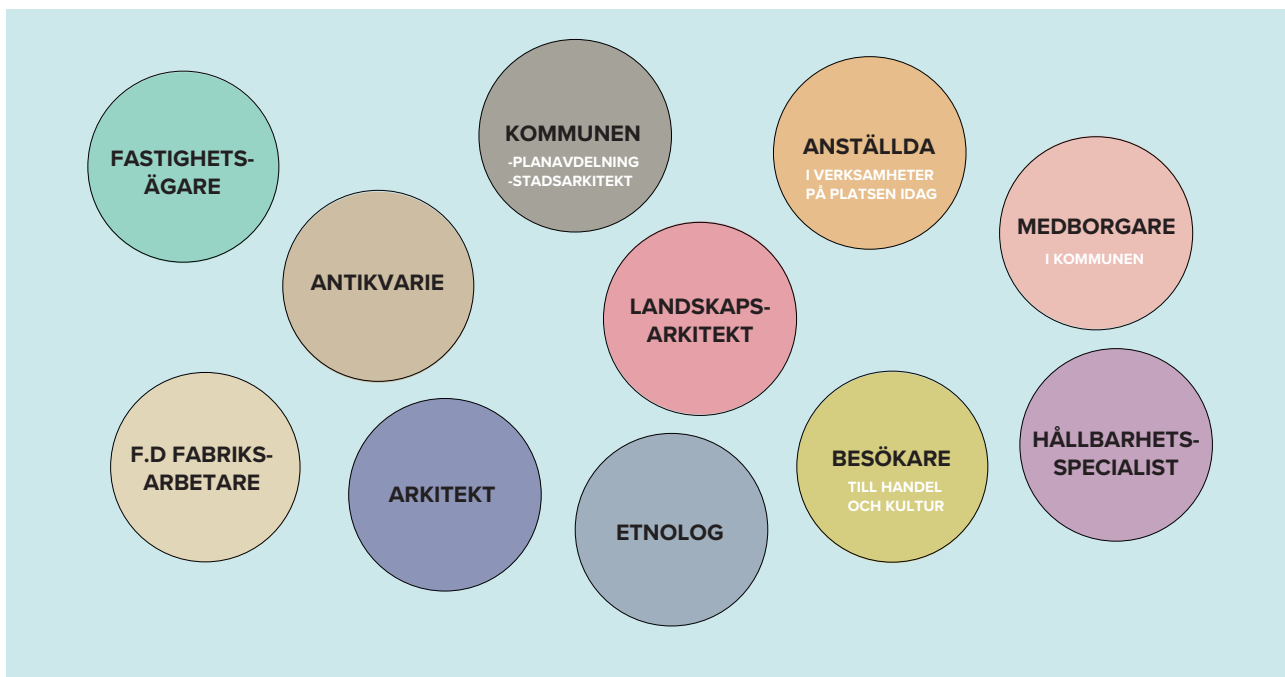 FASTIGHETS-
ÄGARE
KOMMUNEN
-PLANAVDELNING
-STADSARKITEKT
ANSTÄLLDA
I VERKSAMHETER
PÅ PLATSEN IDAG
MEDBORGARE
I KOMMUNEN
ANTIKVARIE
LANDSKAPS-
ARKITEKT
F.D FABRIKS-
ARBETARE
ARKITEKT
ETNOLOG
BESÖKARE
TILL HANDEL
OCH KULTUR
HÅLLBARHETS-
SPECIALIST